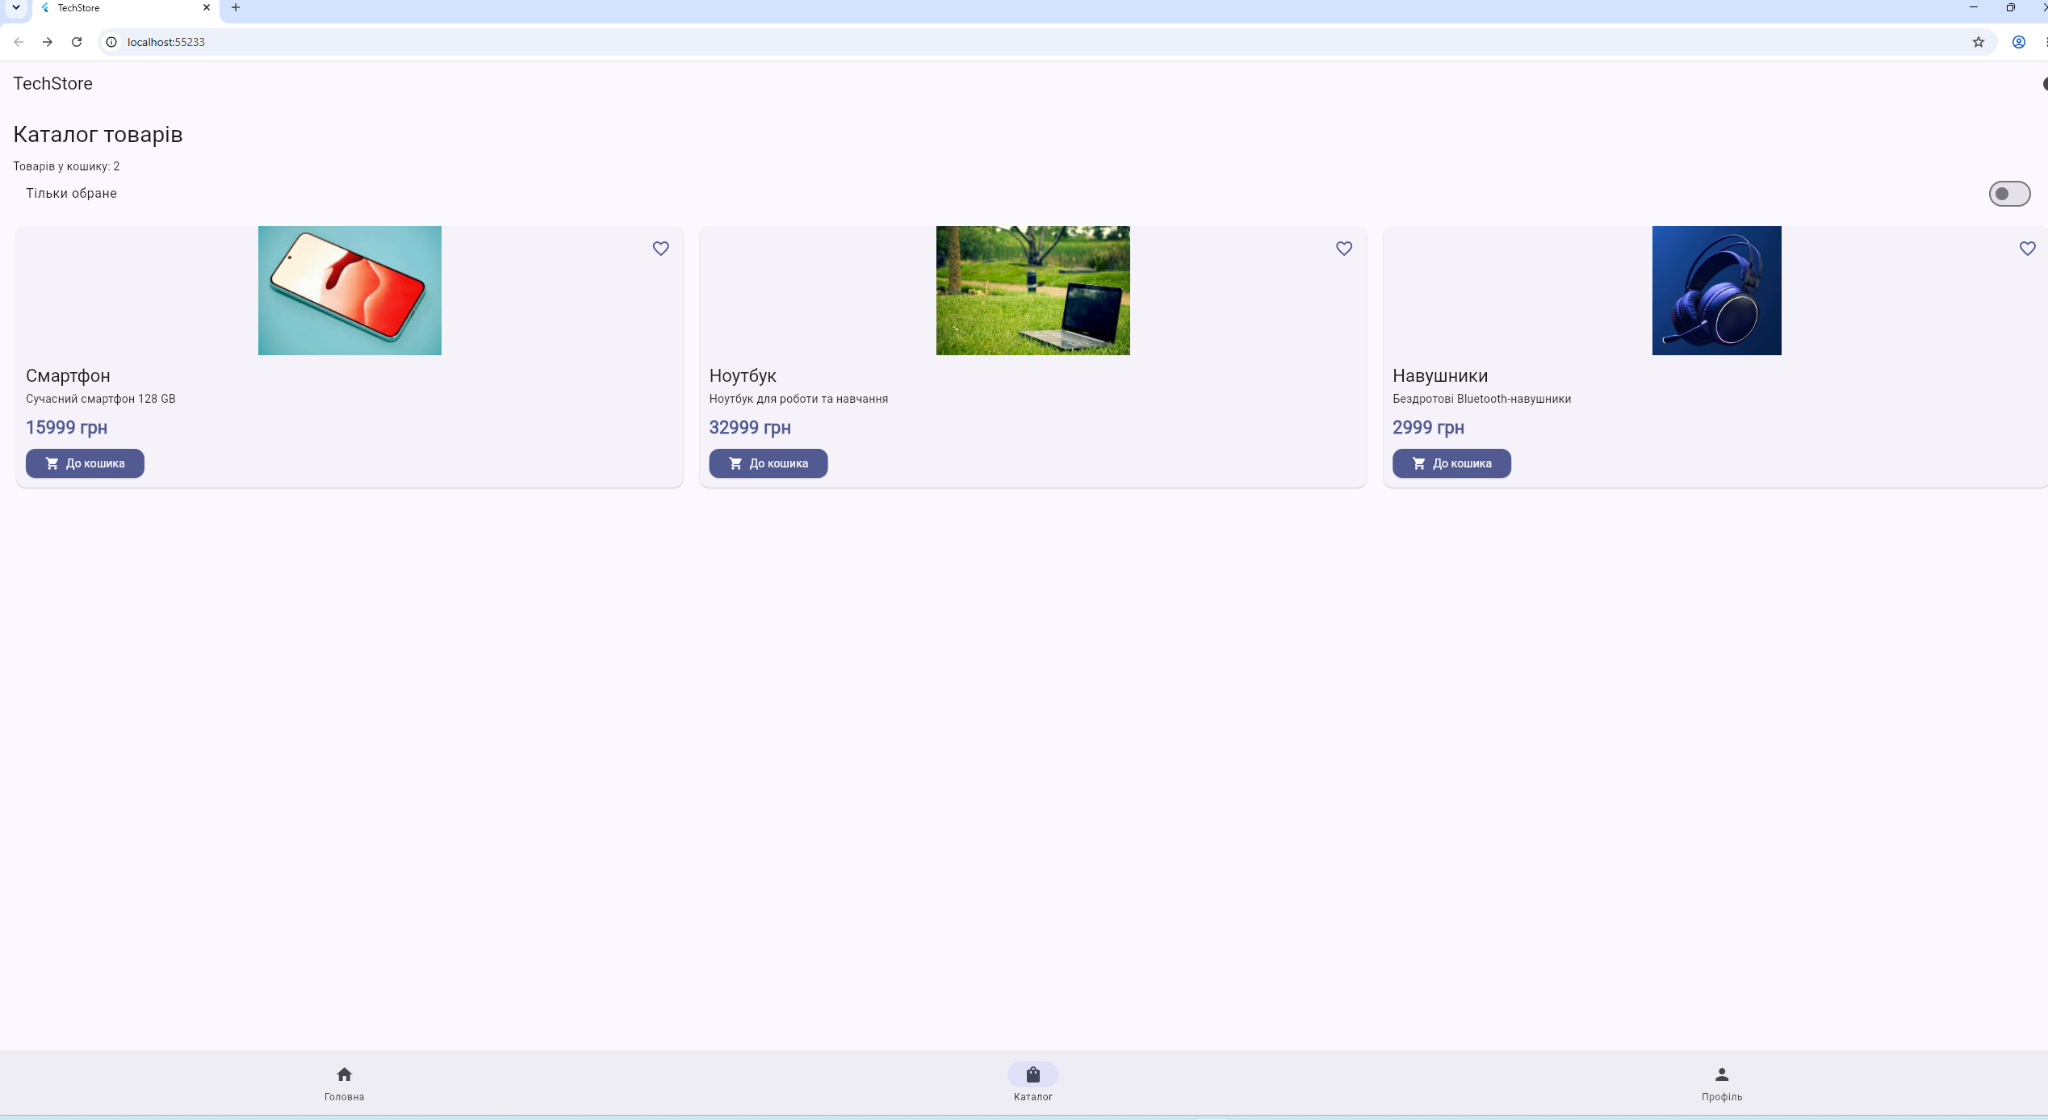 TechStore
localhost:55233
TechStore
Каталог товарів
Товарів у кошику: 2
Тільки обране
Смартфон
Сучасний смартфон 128 GB
15999 грн
До кошика
Ноутбук
Ноутбук для роботи та навчання
32999 грн
До кошика
Навушники
Бездротові Bluetooth-навушники
2999 грн
До кошика
Головна
Каталог
Профіль